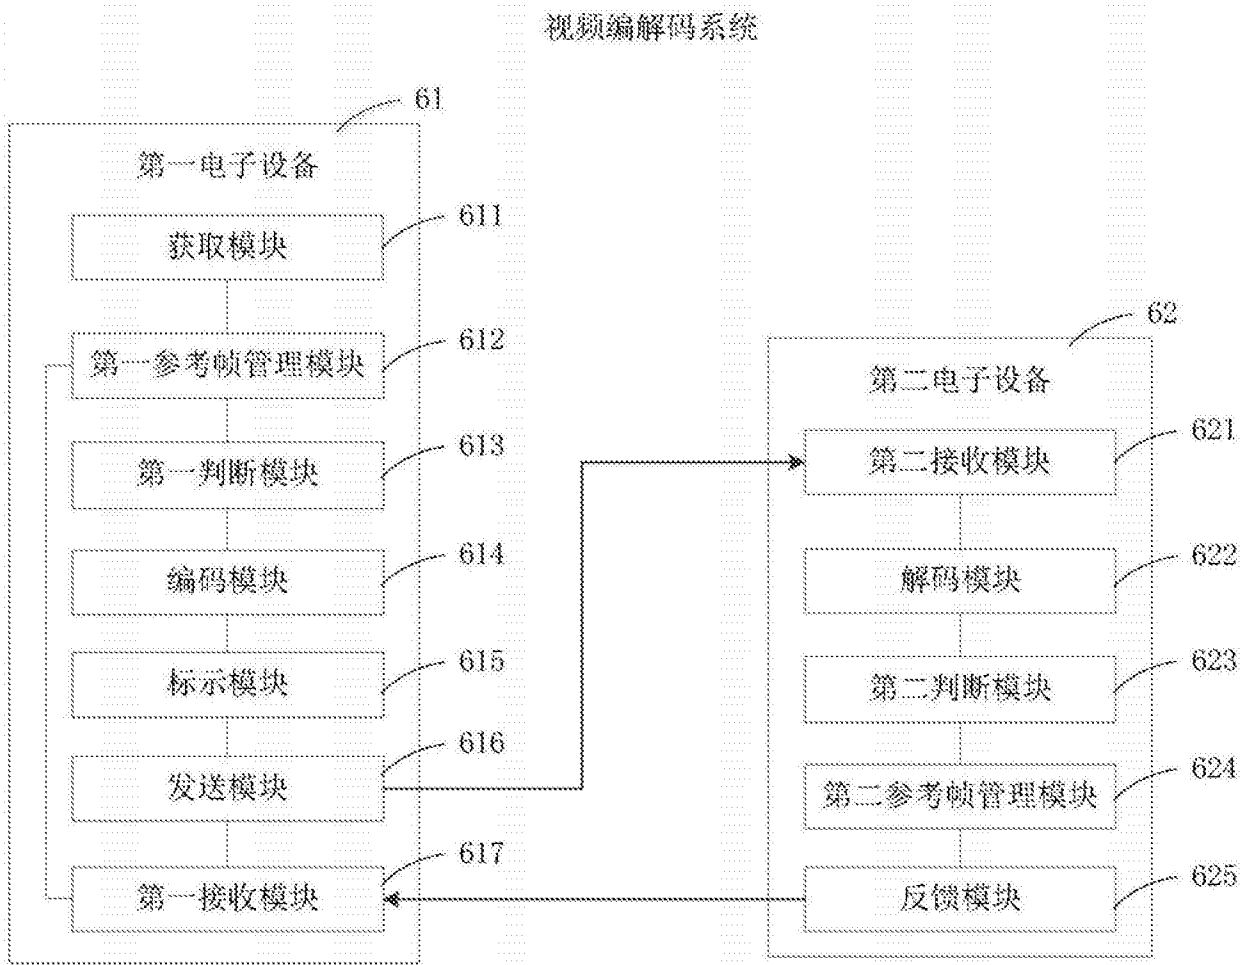 视频编解码系统
61
第一电子设备
获取模块
611
第一参考帧管理模块
612
第一判断模块
613
编码模块
614
标示模块
615
发送模块
616
第一接收模块
617
62
第二电子设备
第二接收模块
621
解码模块
622
第二判断模块
623
第二参考帧管理模块
624
反馈模块
625